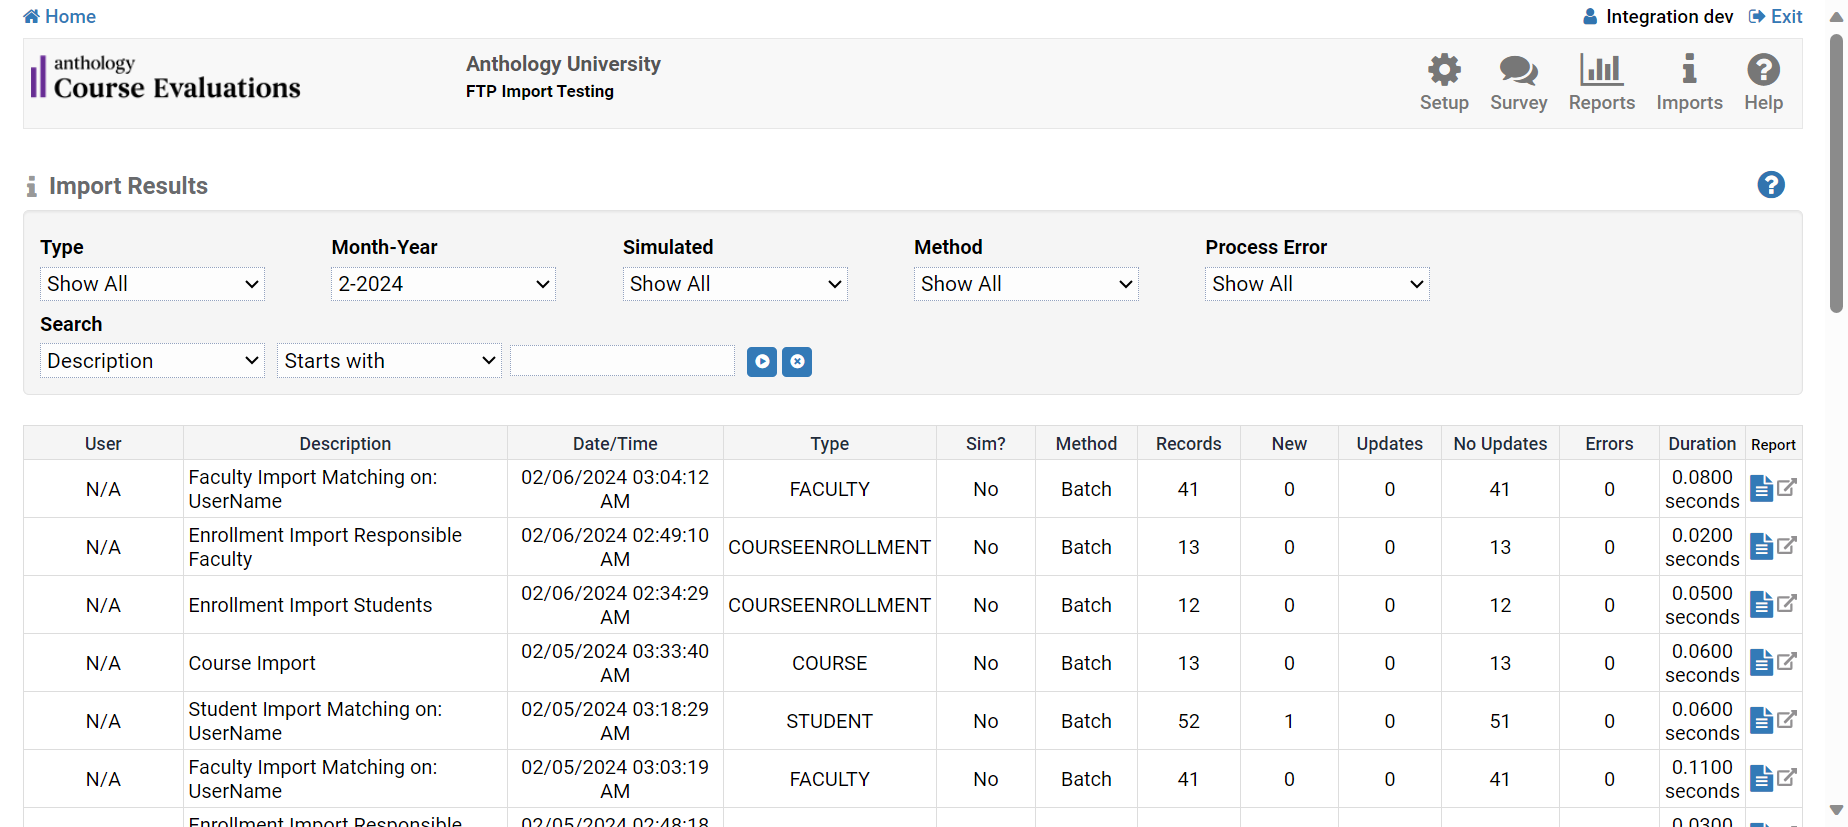 Home
Integration dev
Exit
anthology
Course Evaluations
Anthology University
FTP Import Testing
Setup
Survey
Reports
Imports
Help
Import Results
Type
Month-Year
Simulated
Method
Process Error
Show All
2-2024
Show All
Show All
Show All
Search
Description
Starts with
User Description Date/Time Type Sim? Method Records New Updates No Updates Errors Duration Report
N/A Faculty Import Matching on: 02/06/2024 03:04:12 FACULTY No Batch 41 0 0 41 0 0.0800
UserName AM seconds
N/A Enrollment Import Responsible 02/06/2024 02:49:10 COURSEENROLLMENT No Batch 13 0 0 13 0 0.0200
Faculty AM seconds
N/A Enrollment Import Students 02/06/2024 02:34:29 COURSEENROLLMENT No Batch 12 0 0 12 0 0.0500
AM seconds
N/A Course Import 02/05/2024 03:33:40 COURSE No Batch 13 0 0 13 0 0.0600
AM seconds
N/A Student Import Matching on: 02/05/2024 03:18:29 STUDENT No Batch 52 1 0 51 0 0.0600
UserName AM seconds
N/A Faculty Import Matching on: 02/05/2024 03:03:19 FACULTY No Batch 41 0 0 41 0 0.1100
UserName AM seconds
Enrollment Import Responsible 02/05/2024 02:48:18 0.0300